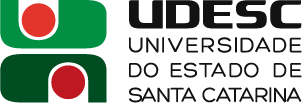 UDESC
UNIVERSIDADE
DO ESTADO DE
SANTA CATARINA